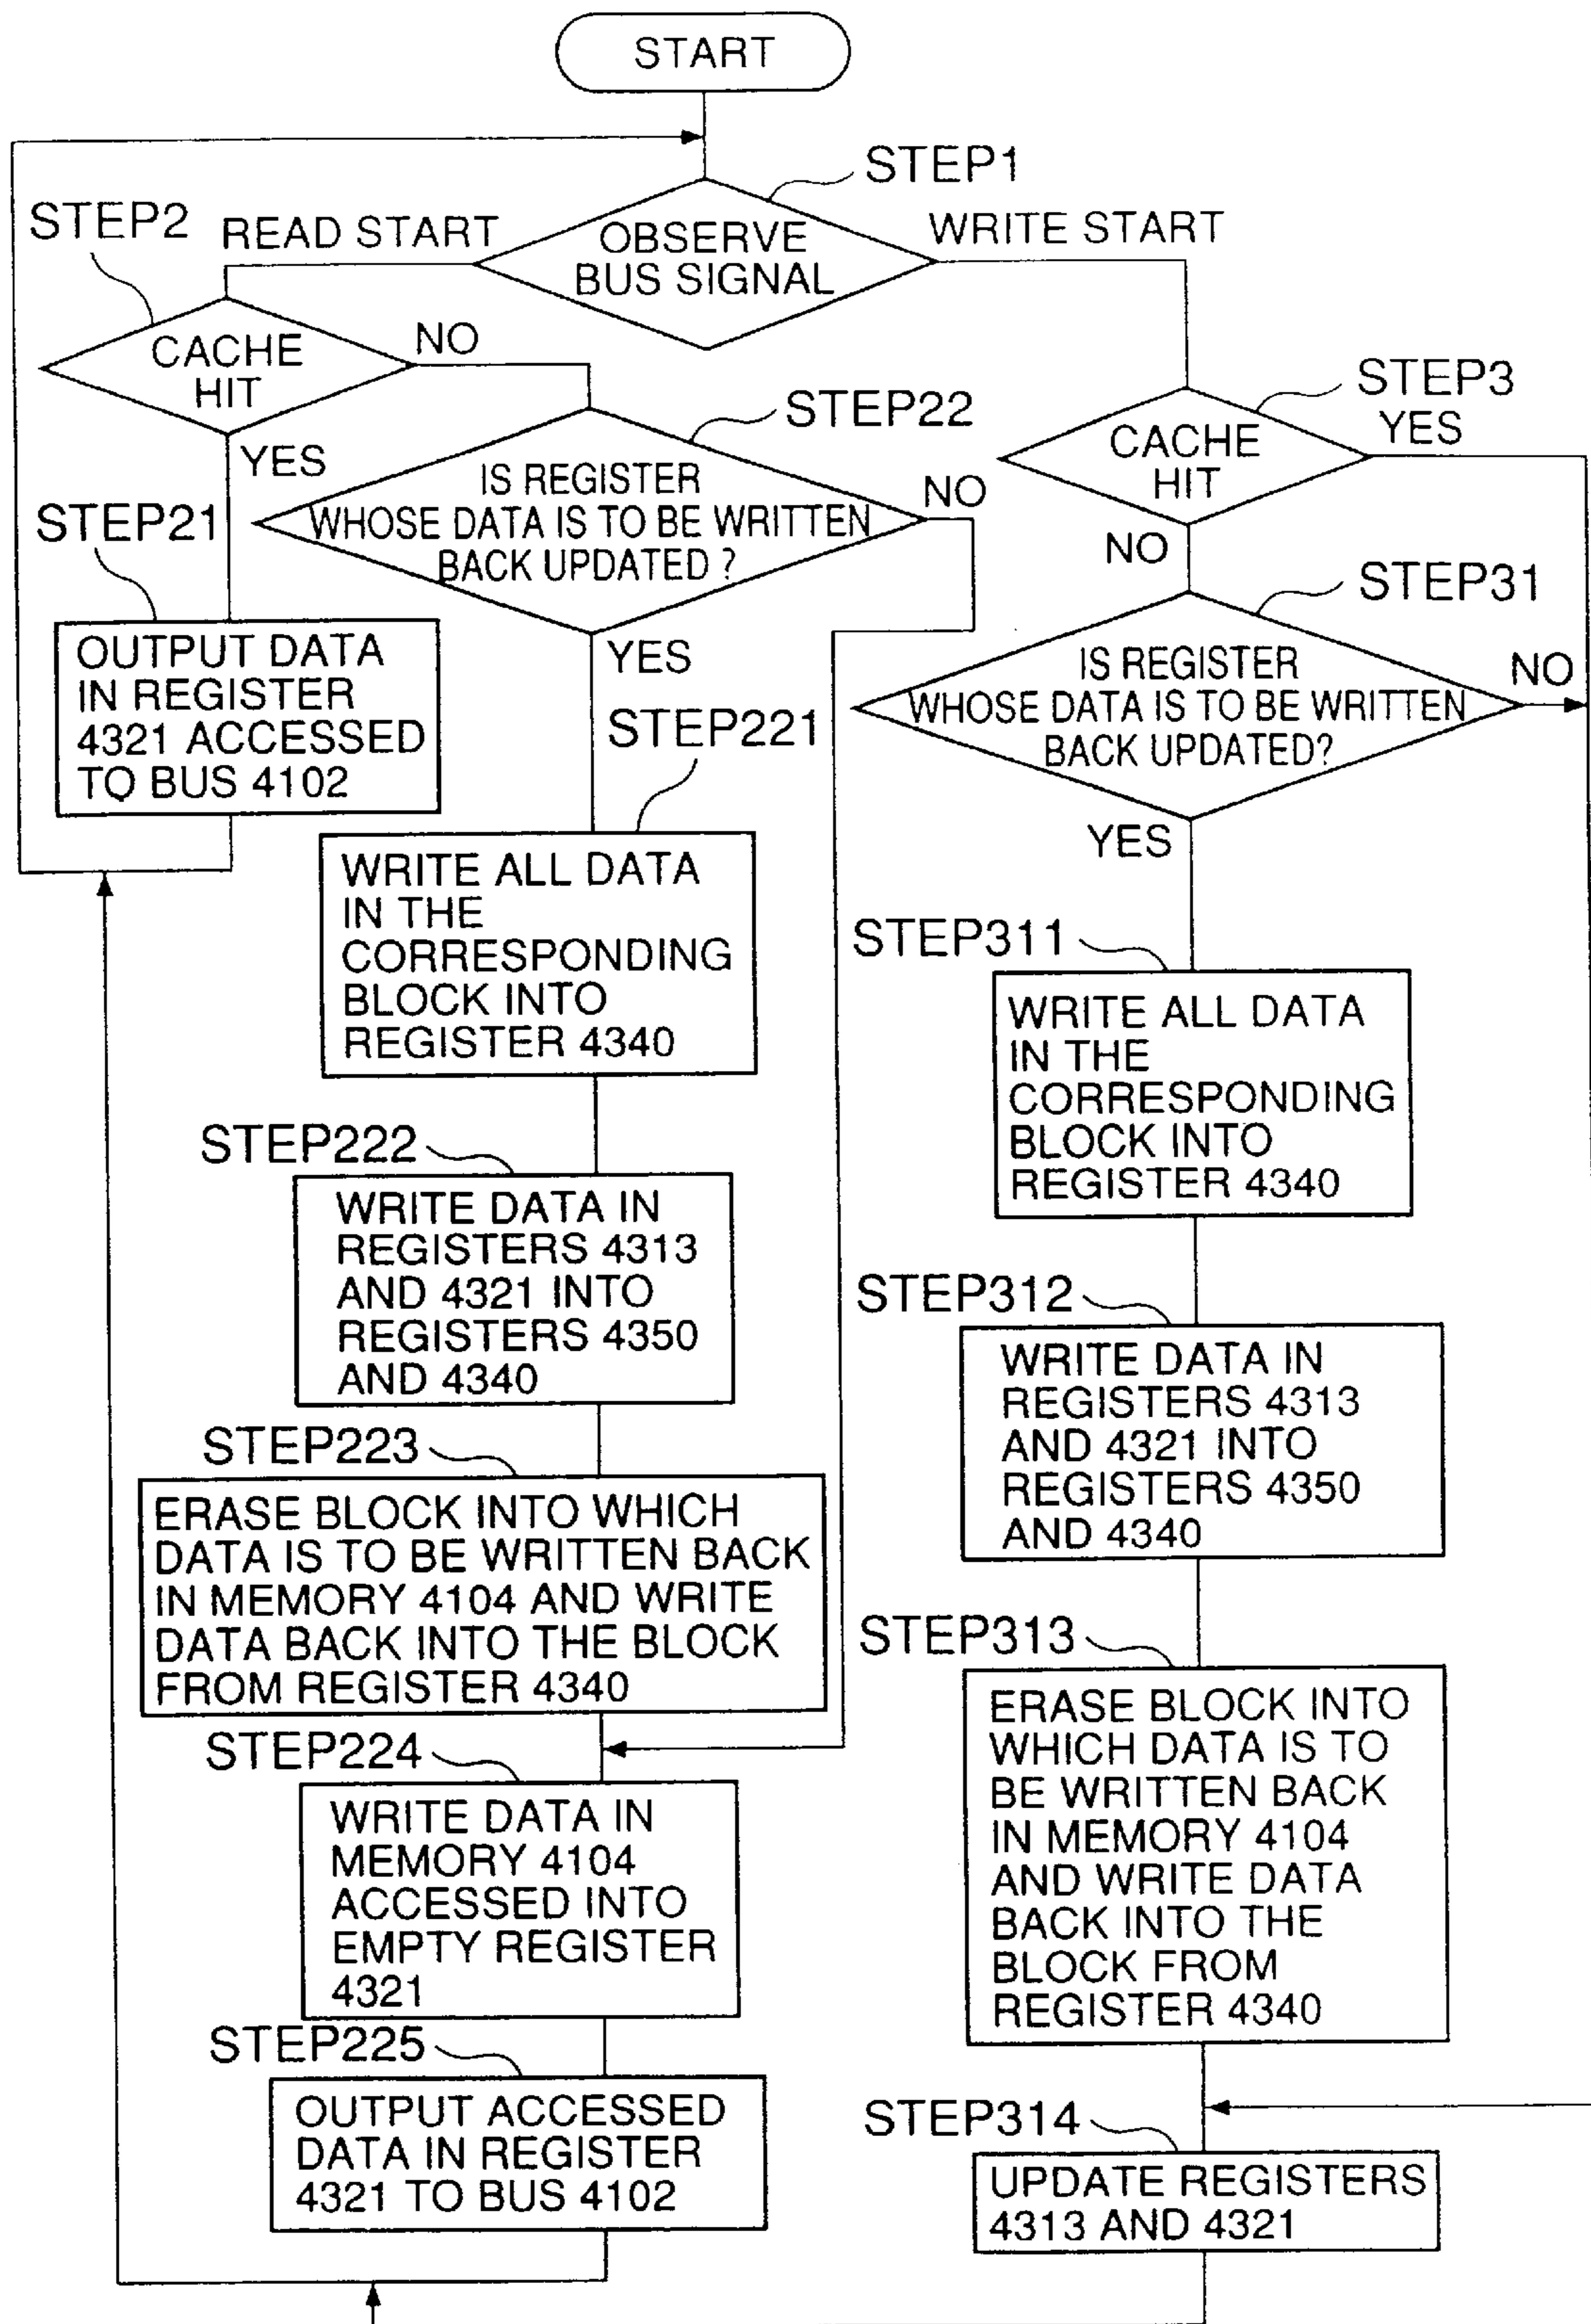 START
STEP1
STEP2
READ START
OBSERVE
BUS SIGNAL
WRITE START
CACHE
HIT
NO
YES
STEP3
CACHE
HIT
YES
NO
STEP22
IS REGISTER
WHOSE DATA IS TO BE WRITTEN
BACK UPDATED ?
NO
YES
STEP21
OUTPUT DATA
IN REGISTER
4321 ACCESSED
TO BUS 4102
STEP31
IS REGISTER
WHOSE DATA IS TO BE WRITTEN
BACK UPDATED?
NO
YES
STEP221
WRITE ALL DATA
IN THE
CORRESPONDING
BLOCK INTO
REGISTER 4340
STEP311
WRITE ALL DATA
IN THE
CORRESPONDING
BLOCK INTO
REGISTER 4340
STEP222
WRITE DATA IN
REGISTERS 4313
AND 4321 INTO
REGISTERS 4350
AND 4340
STEP312
WRITE DATA IN
REGISTERS 4313
AND 4321 INTO
REGISTERS 4350
AND 4340
STEP223
ERASE BLOCK INTO WHICH
DATA IS TO BE WRITTEN BACK
IN MEMORY 4104 AND WRITE
DATA BACK INTO THE BLOCK
FROM REGISTER 4340
STEP313
ERASE BLOCK INTO
WHICH DATA IS TO
BE WRITTEN BACK
IN MEMORY 4104
AND WRITE DATA
BACK INTO THE
BLOCK FROM
REGISTER 4340
STEP224
WRITE DATA IN
MEMORY 4104
ACCESSED INTO
EMPTY REGISTER
4321
STEP225
OUTPUT ACCESSED
DATA IN REGISTER
4321 TO BUS 4102
STEP314
UPDATE REGISTERS
4313 AND 4321